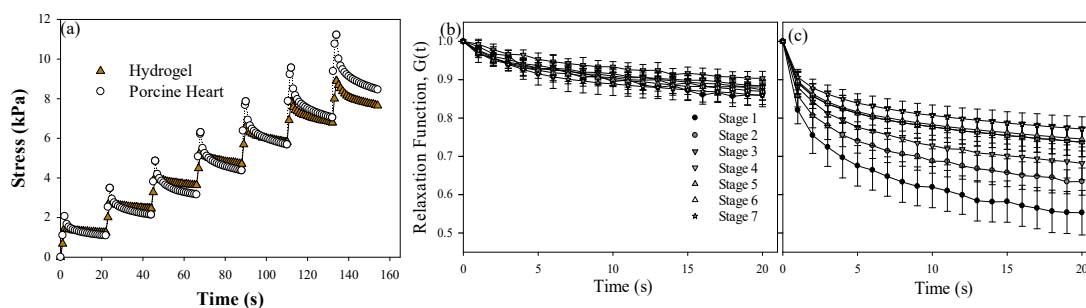 (a)
Stress (kPa)
12
10
8
6
4
2
0
Hydrogel
Porcine Heart
0 20 40 60 80 100 120 140 160
Time (s)
(b)
Relaxation Function, G(t)
1.0
0.9
0.8
0.7
0.6
0.5
Stage 1
Stage 2
Stage 3
Stage 4
Stage 5
Stage 6
Stage 7
0 5 10 15 20
Time (s)
(c)
0 5 10 15 20
Time (s)